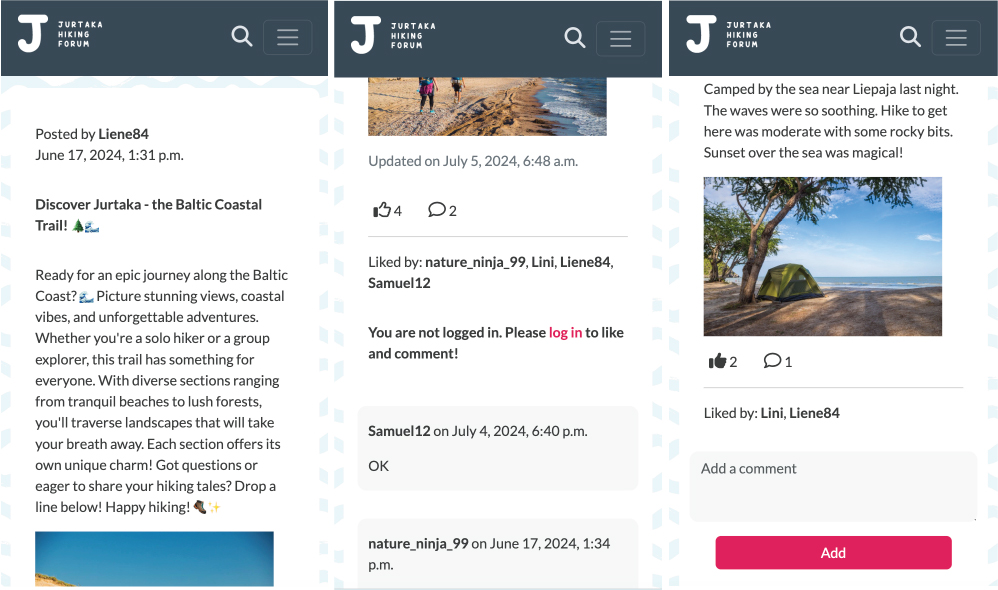 JURTAKA
HIKING
FORUM
Posted by Liene84
June 17, 2024, 1:31 p.m.
Discover Jurtaka - the Baltic Coastal
Trail! 🌲🌊
Ready for an epic journey along the Baltic
Coast?🌊 Picture stunning views, coastal
vibes, and unforgettable adventures.
Whether you're a solo hiker or a group
explorer, this trail has something for
everyone. With diverse sections ranging
from tranquil beaches to lush forests,
you'll traverse landscapes that will take
your breath away. Each section offers its
own unique charm! Got questions or
eager to share your hiking tales? Drop a
line below! Happy hiking! 🥾✨
JURTAKA
HIKING
FORUM
Updated on July 5, 2024, 6:48 a.m.
4 2
Liked by: nature_ninja_99, Lini, Liene84,
Samuel12
You are not logged in. Please log in to like
and comment!
Samuel12 on July 4, 2024, 6:40 p.m.
OK
nature_ninja_99 on June 17, 2024, 1:34
p.m.
JURTAKA
HIKING
FORUM
Camped by the sea near Liepaja last night.
The waves were so soothing. Hike to get
here was moderate with some rocky bits.
Sunset over the sea was magical!
2 1
Liked by: Lini, Liene84
Add a comment
Add